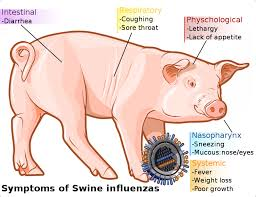 Intestinal
-Diarrhea
Respiratory
-Coughing
-Sore throat
Physchological
-Lethargy
-Lack of appetite
Nasopharynx
-Sneezing
-Mucous:nose/eyes
Systemic
-Fever
-Weight loss
-Poor growth
Symptoms of Swine influenzas